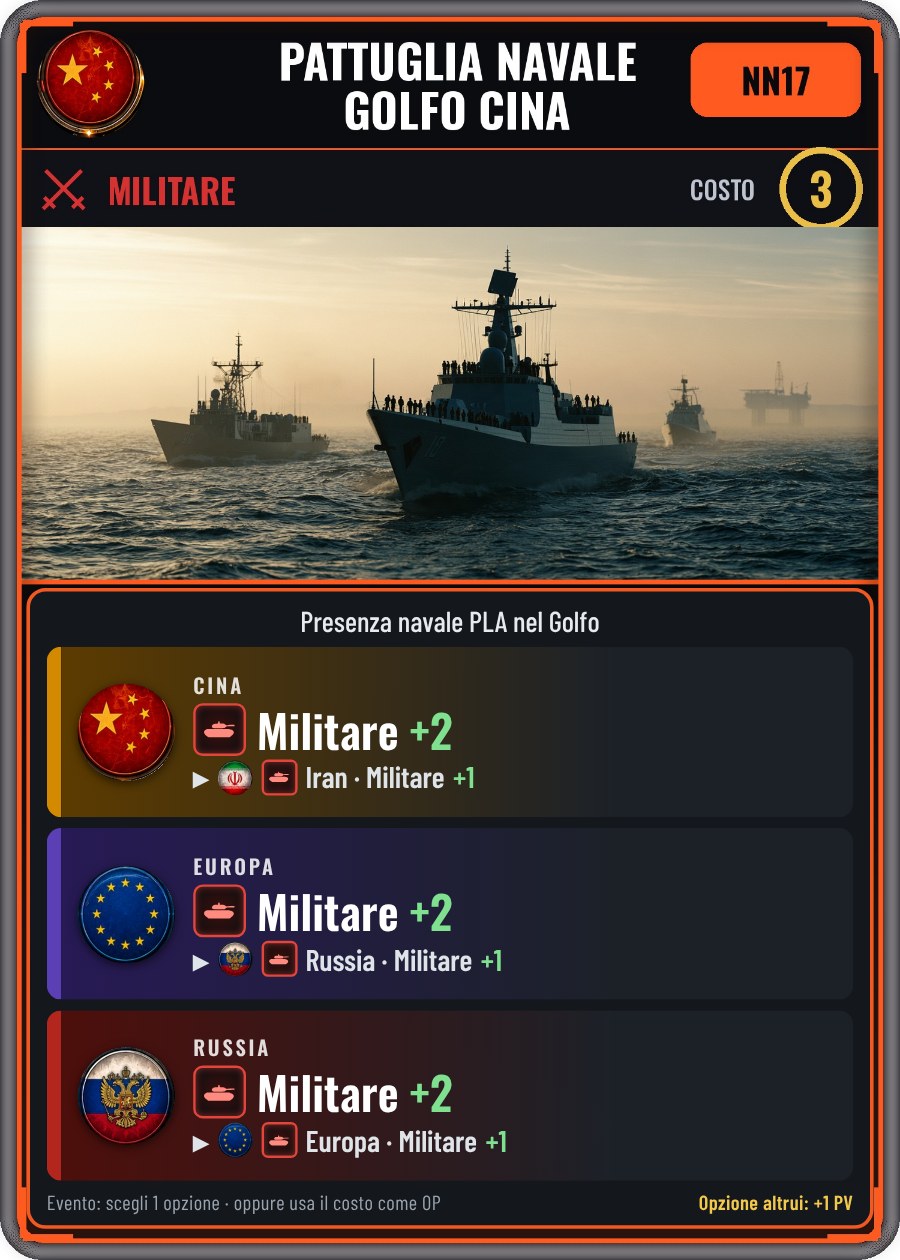 PATTUGLIA NAVALE
GOLFO CINA
NN17
MILITARE
COSTO 3
Presenza navale PLA nel Golfo
CINA
Militare +2
▶ Iran · Militare +1
EUROPA
Militare +2
▶ Russia · Militare +1
RUSSIA
Militare +2
▶ Europa · Militare +1
Evento: scegli 1 opzione · oppure usa il costo come OP
Opzione altrui: +1 PV